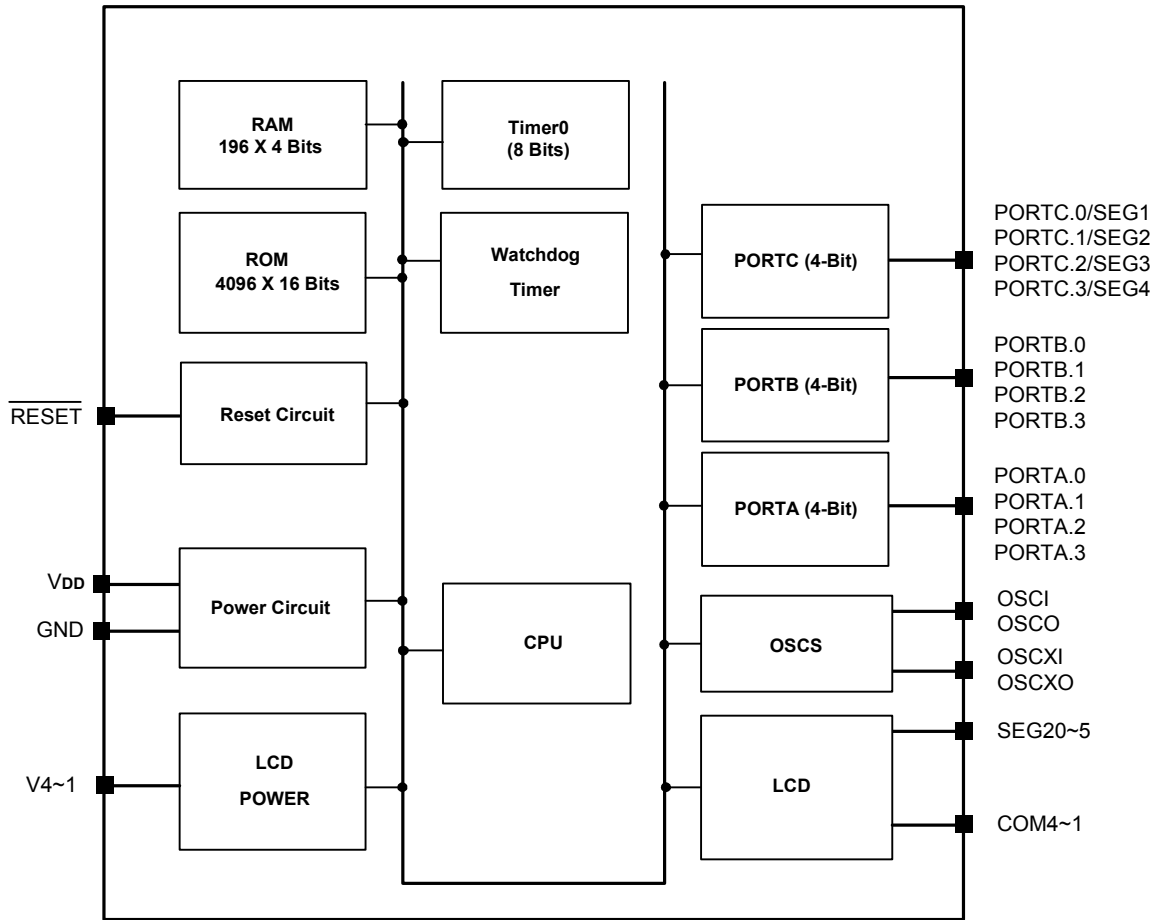 RAM
196 X 4 Bits
Timer0
(8 Bits)
ROM
4096 X 16 Bits
Watchdog
Timer
Reset Circuit
RESET
Power Circuit
VDD
GND
CPU
LCD
POWER
V4~1
PORTC (4-Bit)
PORTC.0/SEG1
PORTC.1/SEG2
PORTC.2/SEG3
PORTC.3/SEG4
PORTB (4-Bit)
PORTB.0
PORTB.1
PORTB.2
PORTB.3
PORTA (4-Bit)
PORTA.0
PORTA.1
PORTA.2
PORTA.3
OSCS
OSCI
OSCO
OSCXI
OSCXO
LCD
SEG20~5
COM4~1